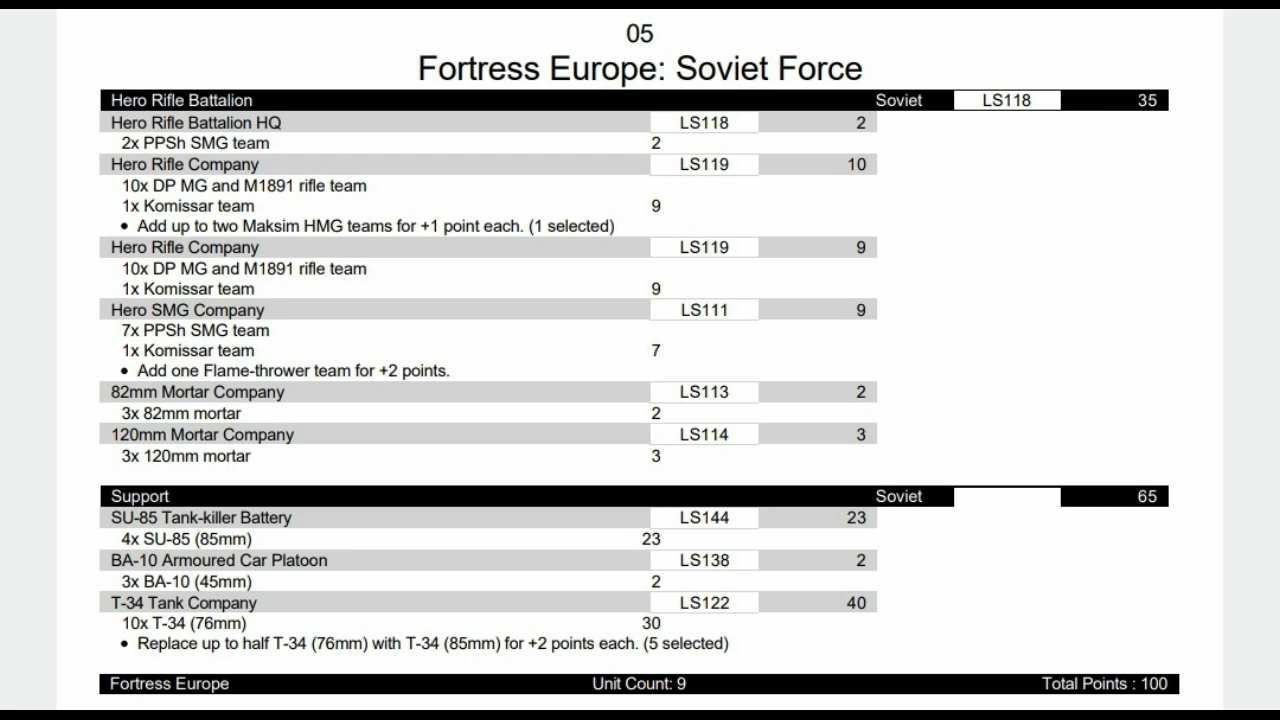 05
Fortress Europe: Soviet Force
Hero Rifle Battalion Soviet LS118 35
Hero Rifle Battalion HQ LS118 2
2x PPSh SMG team 2
Hero Rifle Company LS119 10
10x DP MG and M1891 rifle team
1x Komissar team 9
• Add up to two Maksim HMG teams for +1 point each. (1 selected)
Hero Rifle Company LS119 9
10x DP MG and M1891 rifle team
1x Komissar team 9
Hero SMG Company LS111 9
7x PPSh SMG team
1x Komissar team 7
• Add one Flame-thrower team for +2 points.
82mm Mortar Company LS113 2
3x 82mm mortar 2
120mm Mortar Company LS114 3
3x 120mm mortar 3
Support Soviet 65
SU-85 Tank-killer Battery LS144 23
4x SU-85 (85mm) 23
BA-10 Armoured Car Platoon LS138 2
3x BA-10 (45mm) 2
T-34 Tank Company LS122 40
10x T-34 (76mm) 30
• Replace up to half T-34 (76mm) with T-34 (85mm) for +2 points each. (5 selected)
Fortress Europe Unit Count: 9 Total Points : 100